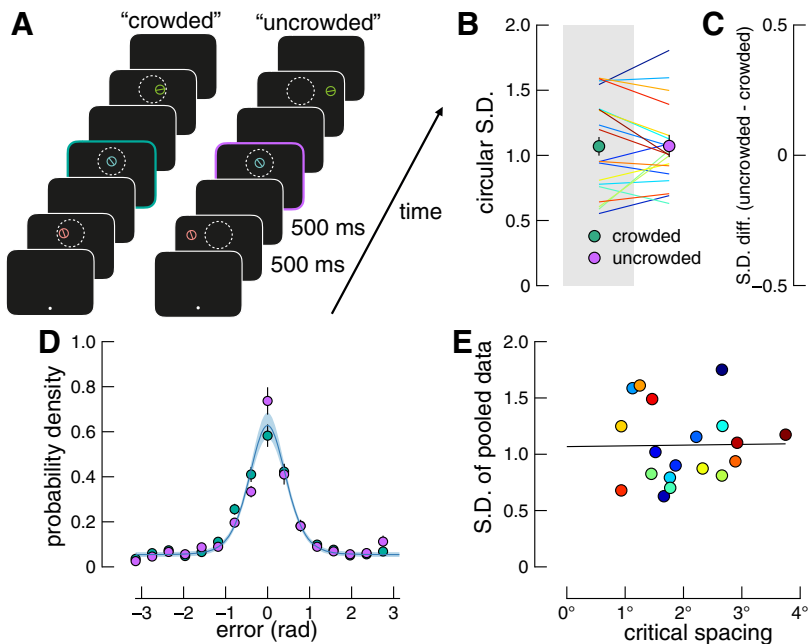 A
"crowded"
"uncrowded"
500 ms
500 ms
time
B
circular S.D.
2.0
1.5
1.0
0.5
0
crowded
uncrowded
C
S.D. diff. (uncrowded - crowded)
0.5
0
−0.5
D
probability density
1.0
0.8
0.6
0.4
0.2
0
−3 −2 −1 0 1 2 3
error (rad)
E
S.D. of pooled data
2.0
1.5
1.0
0.5
0
0° 1° 2° 3° 4°
critical spacing